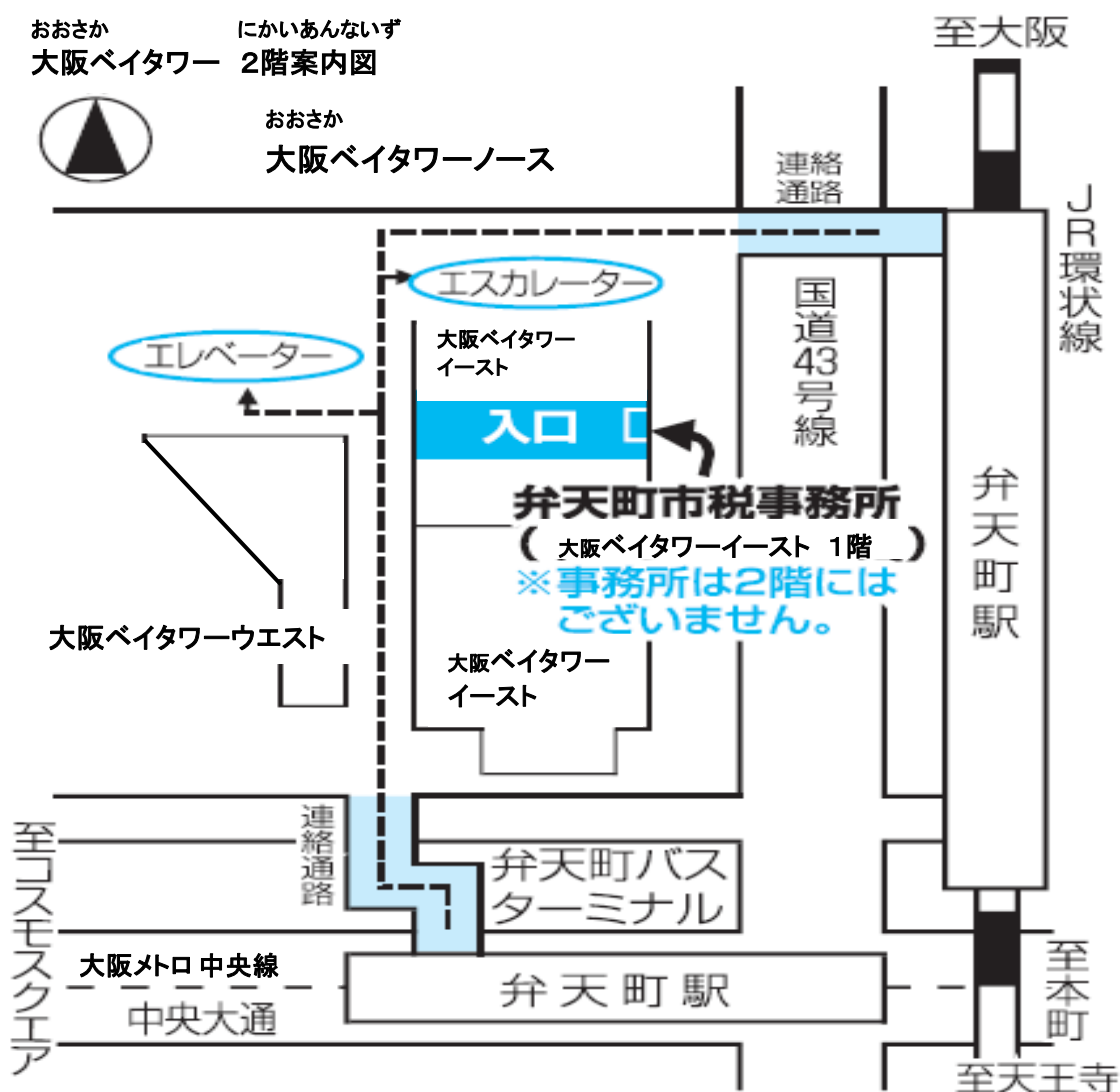 おおさか　にかいあんないず
大阪ベイタワー　２階案内図
至大阪
おおさか
大阪ベイタワーノース
連絡
通路
JR環状線
エスカレーター
国道43号線
大阪ベイタワー
イースト
エレベーター
入口
弁天町市税事務所
（ 大阪ベイタワーイースト　１階 ）
※事務所は2階には
ございません。
弁天町駅
大阪ベイタワーウエスト
大阪ベイタワー
イースト
連絡通路
至コスモスクエア
弁天町バス
ターミナル
大阪メトロ 中央線
弁天町駅
中央大通
至本町
至天王寺